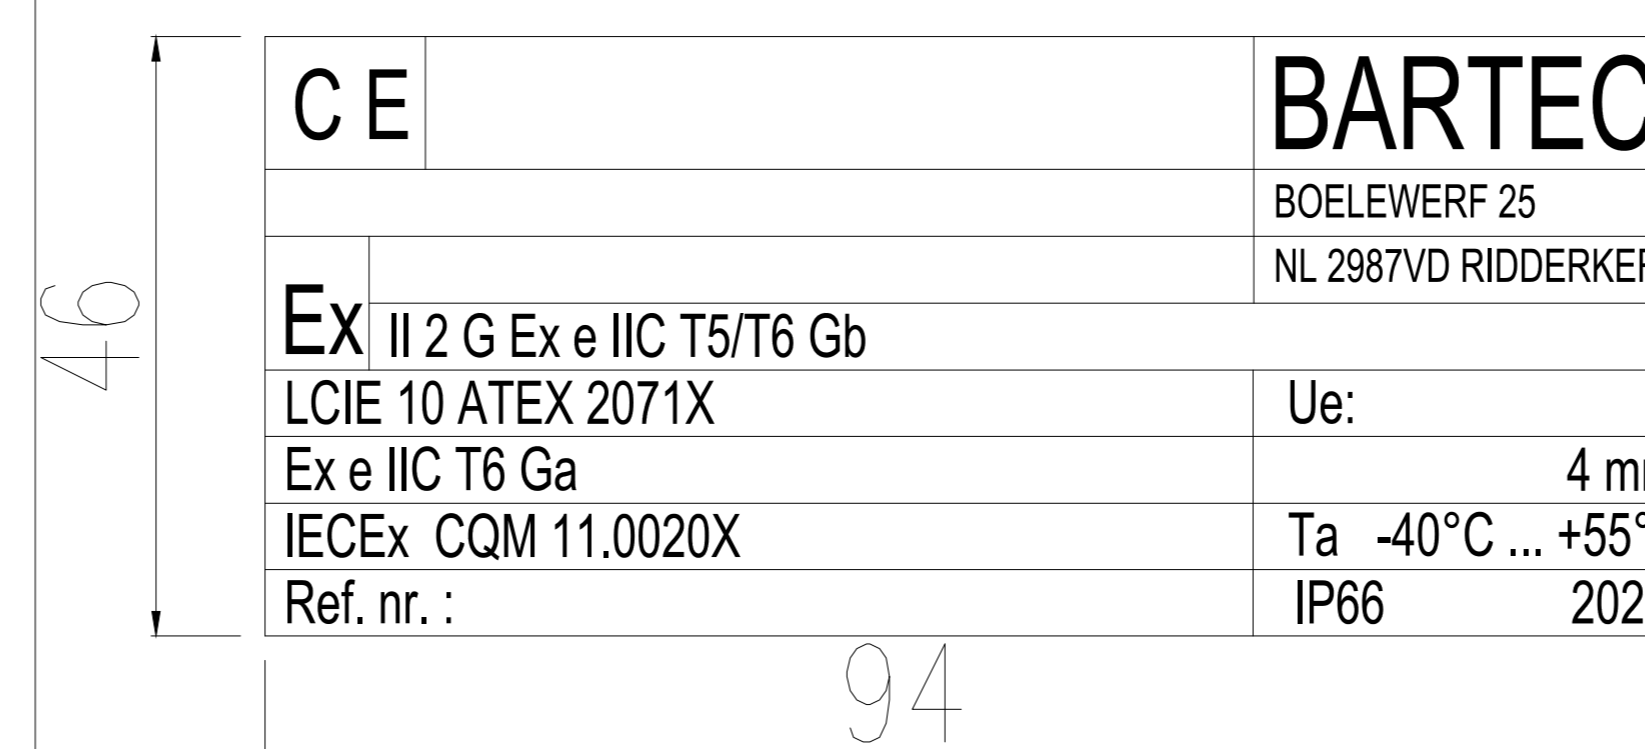 C E BARTEC
BOELEWERF 25
NL 2987VD
RIDDERKE
Ex II 2 G Ex e IIC T5/T6 Gb
LCIE 10 ATEX 2071X Ue:
Ex e IIC T6 Ga 4
IECEx CQM 11.0020X Ta -40°C ... +55°
Ref. nr. : IP66 202
46
94